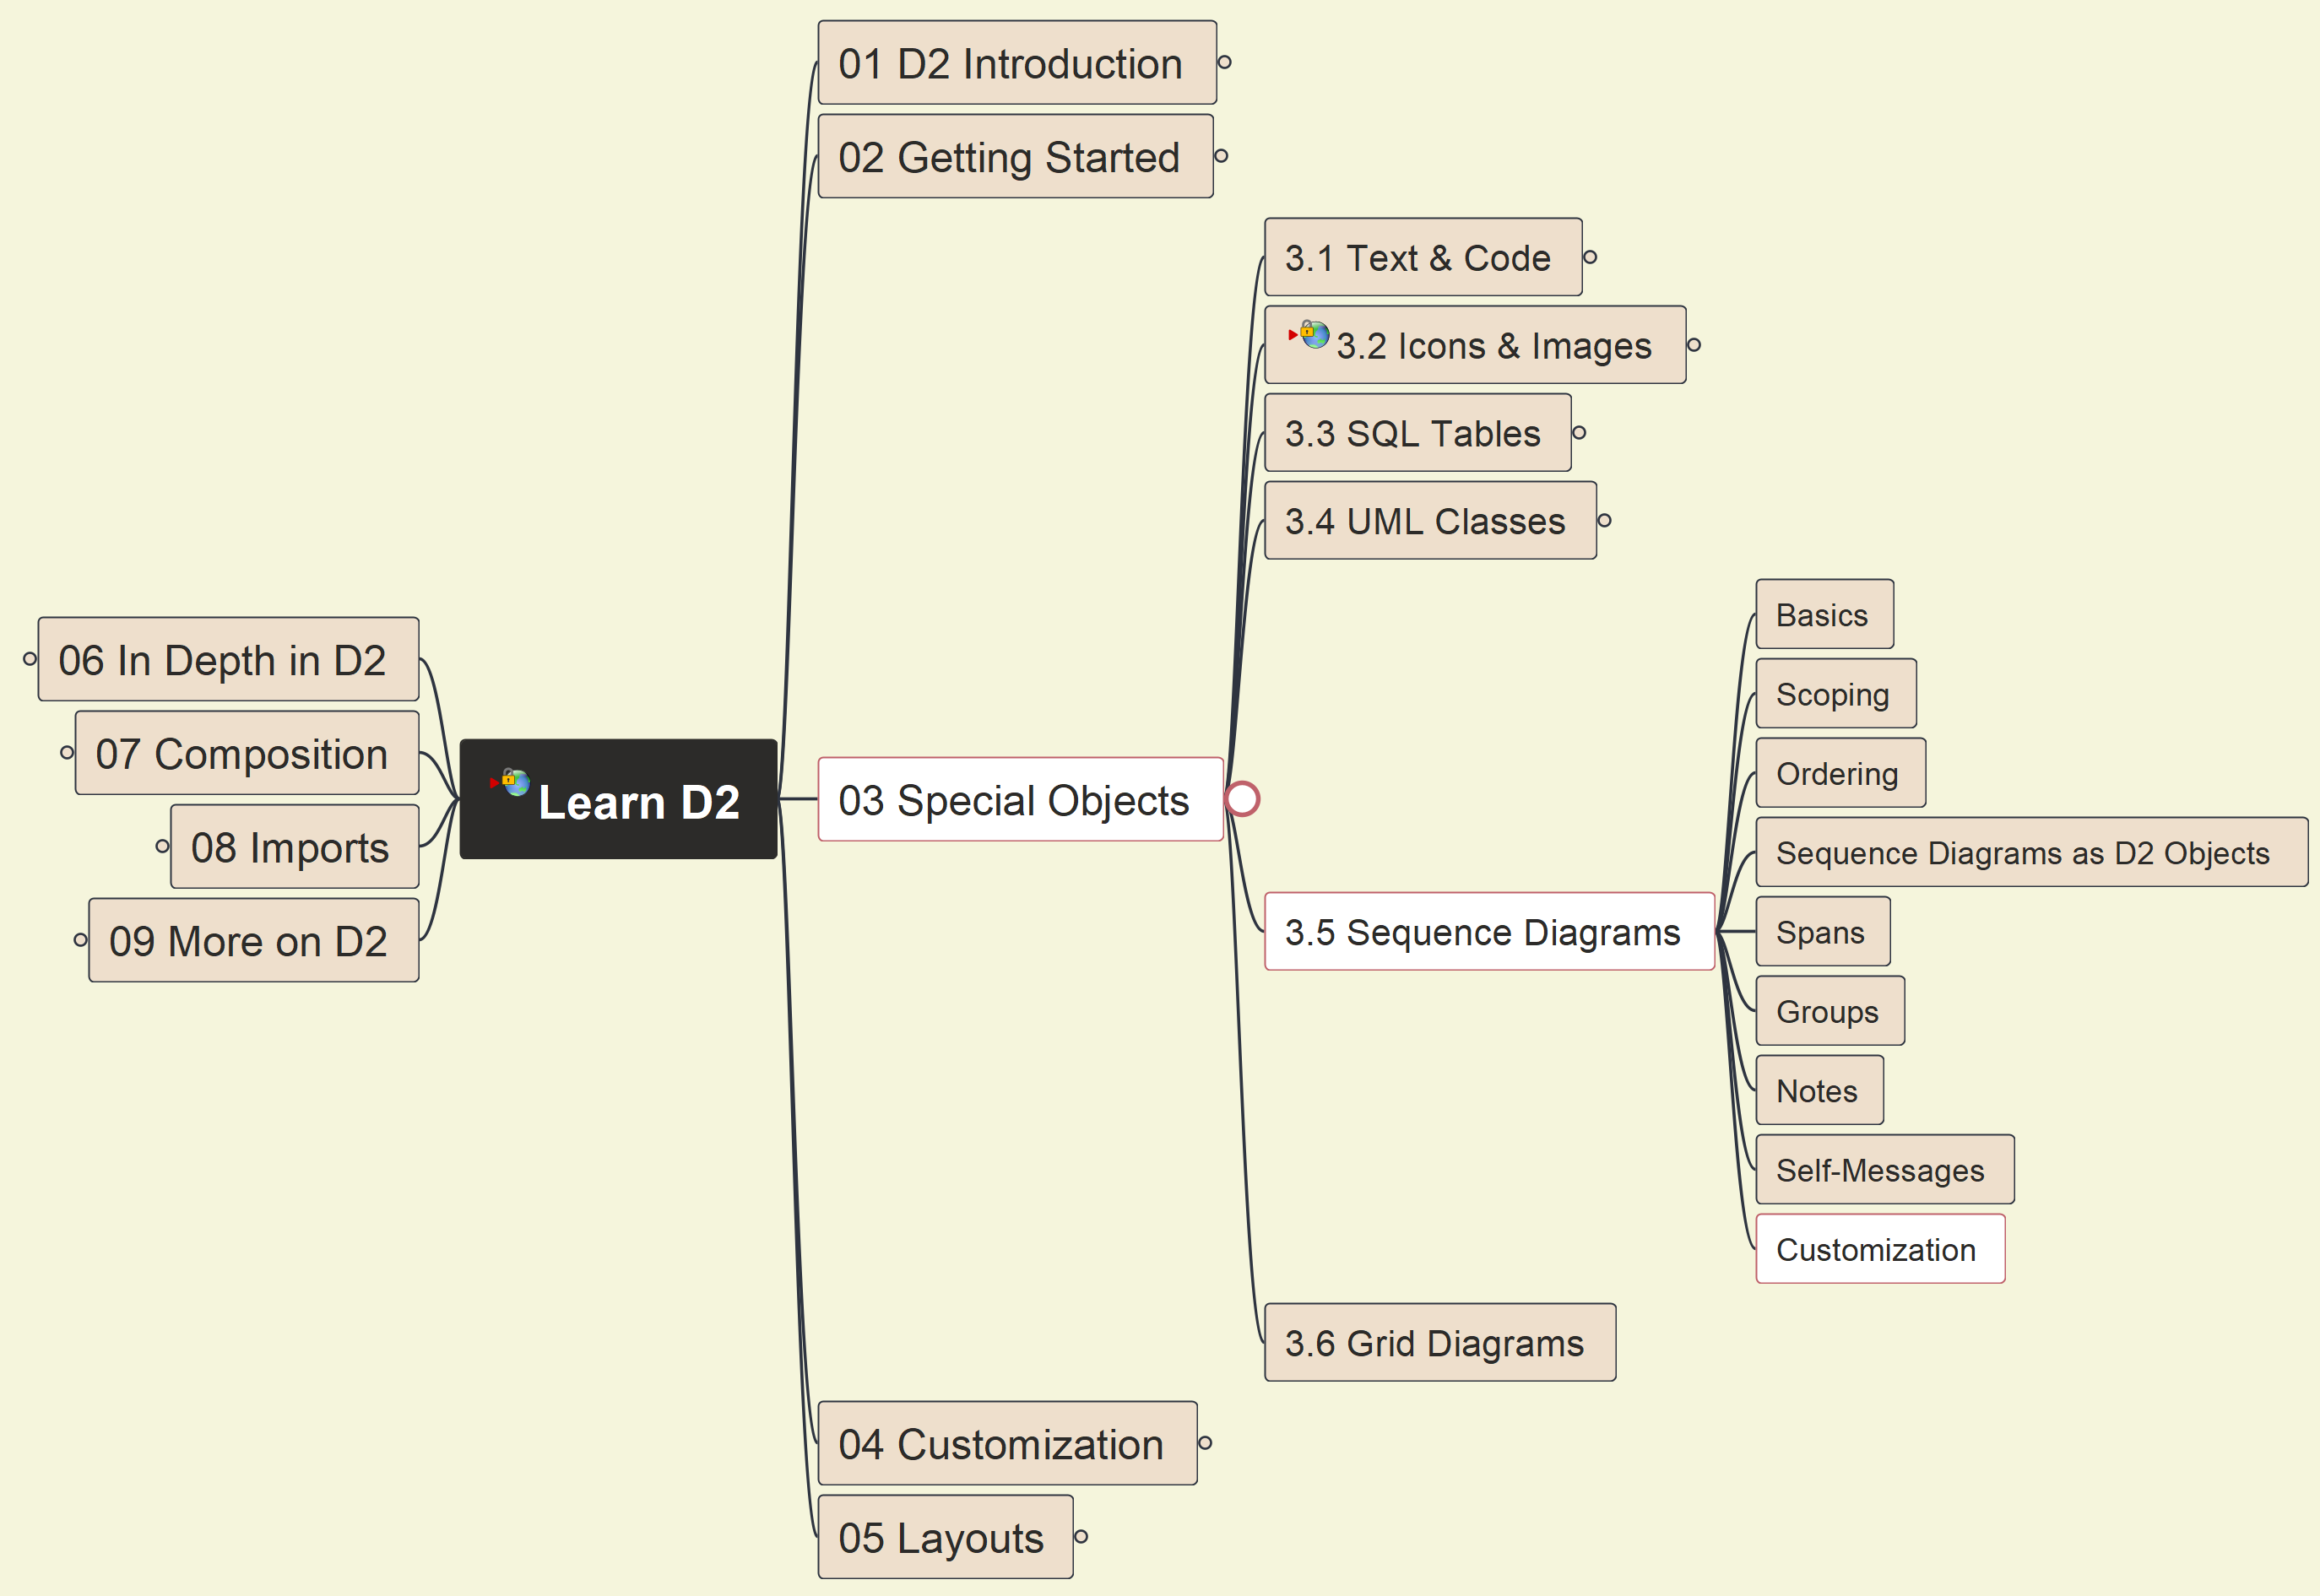 Learn D2
01 D2 Introduction
02 Getting Started
03 Special Objects
3.1 Text & Code
3.2 Icons & Images
3.3 SQL Tables
3.4 UML Classes
3.5 Sequence Diagrams
Basics
Scoping
Ordering
Sequence Diagrams as D2 Objects
Spans
Groups
Notes
Self-Messages
Customization
3.6 Grid Diagrams
04 Customization
05 Layouts
06 In Depth in D2
07 Composition
08 Imports
09 More on D2